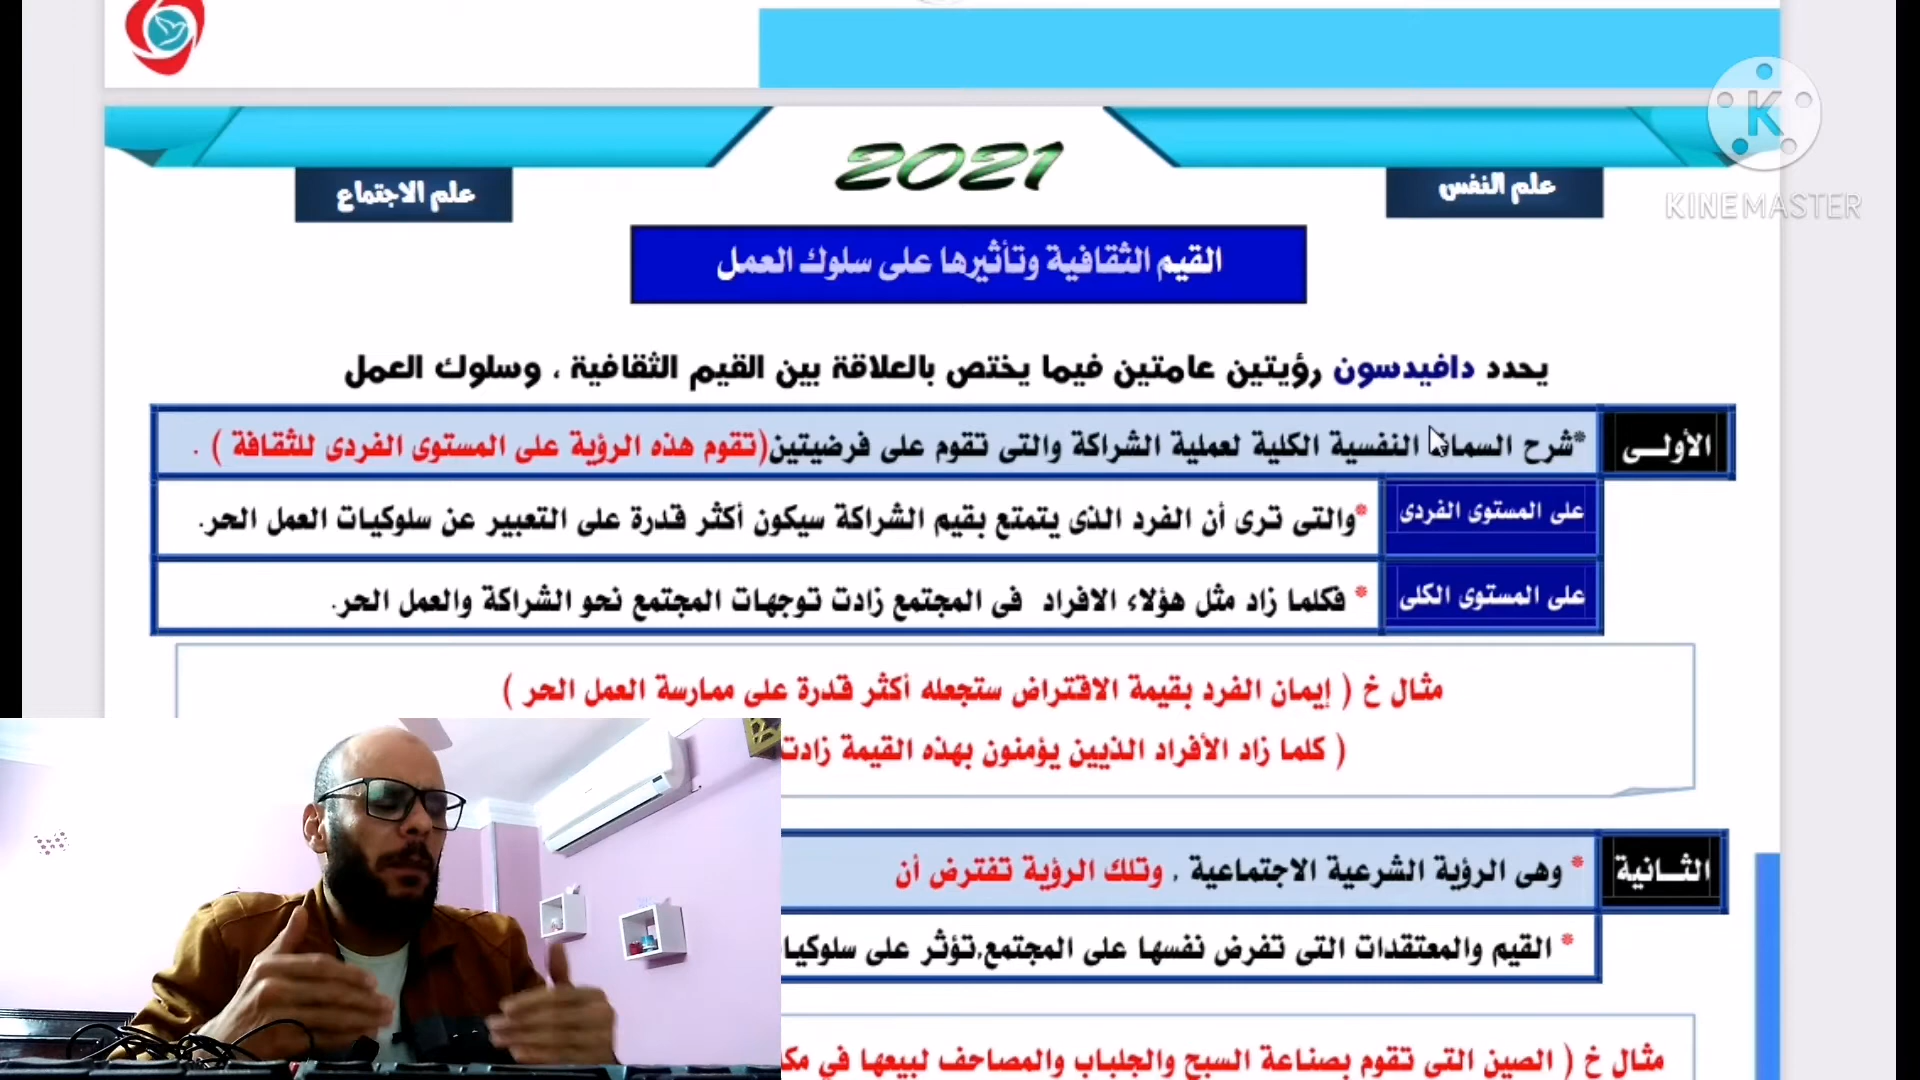 2021
علم النفس
علم الاجتماع
KINEMASTER
القيم الثقافية وتأثيرها على سلوك العمل
يحدد دافيدسون رؤيتين عامتين فيما يختص بالعلاقة بين القيم الثقافية ، وسلوك العمل
الأولـى
*شرح السمات النفسية الكلية لعملية الشراكة والتى تقوم على فرضيتين(تقوم هذه الرؤية على المستوى الفردى للثقافة ) .
على المستوى الفردى
*والتى ترى أن الفرد الذى يتمتع بقيم الشراكة سيكون أكثر قدرة على التعبير عن سلوكيات العمل الحر.
على المستوى الكلى
* فكلما زاد مثل هؤلاء الافراد فى المجتمع زادت توجهات المجتمع نحو الشراكة والعمل الحر.
مثال خ ( إيمان الفرد بقيمة الاقتراض ستجعله أكثر قدرة على ممارسة العمل الحر )
( كلما زاد الأفراد الذيين يؤمنون بهذه القيمة زادت
الثـانية
* وهى الرؤية الشرعية الاجتماعية . وتلك الرؤية تفترض أن
* القيم والمعتقدات التى تفرض نفسها على المجتمع,تؤثر على سلوكيا
مثال خ ( الصين التى تقوم بصناعة السبح والجلباب والمصاحف لبيعها في مك